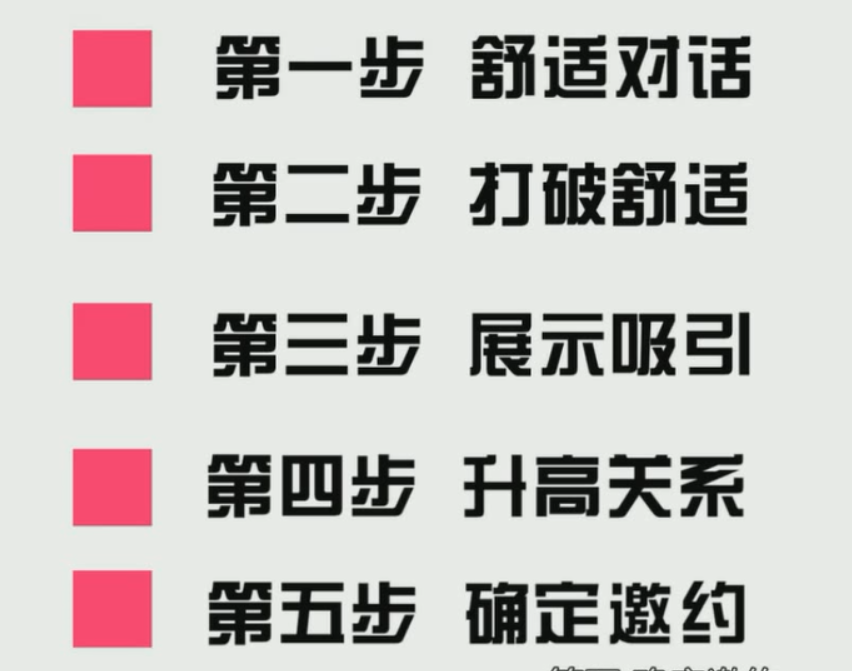 第一步 舒适对话
第二步 打破舒适
第三步 展示吸引
第四步 升高关系
第五步 确定邀约